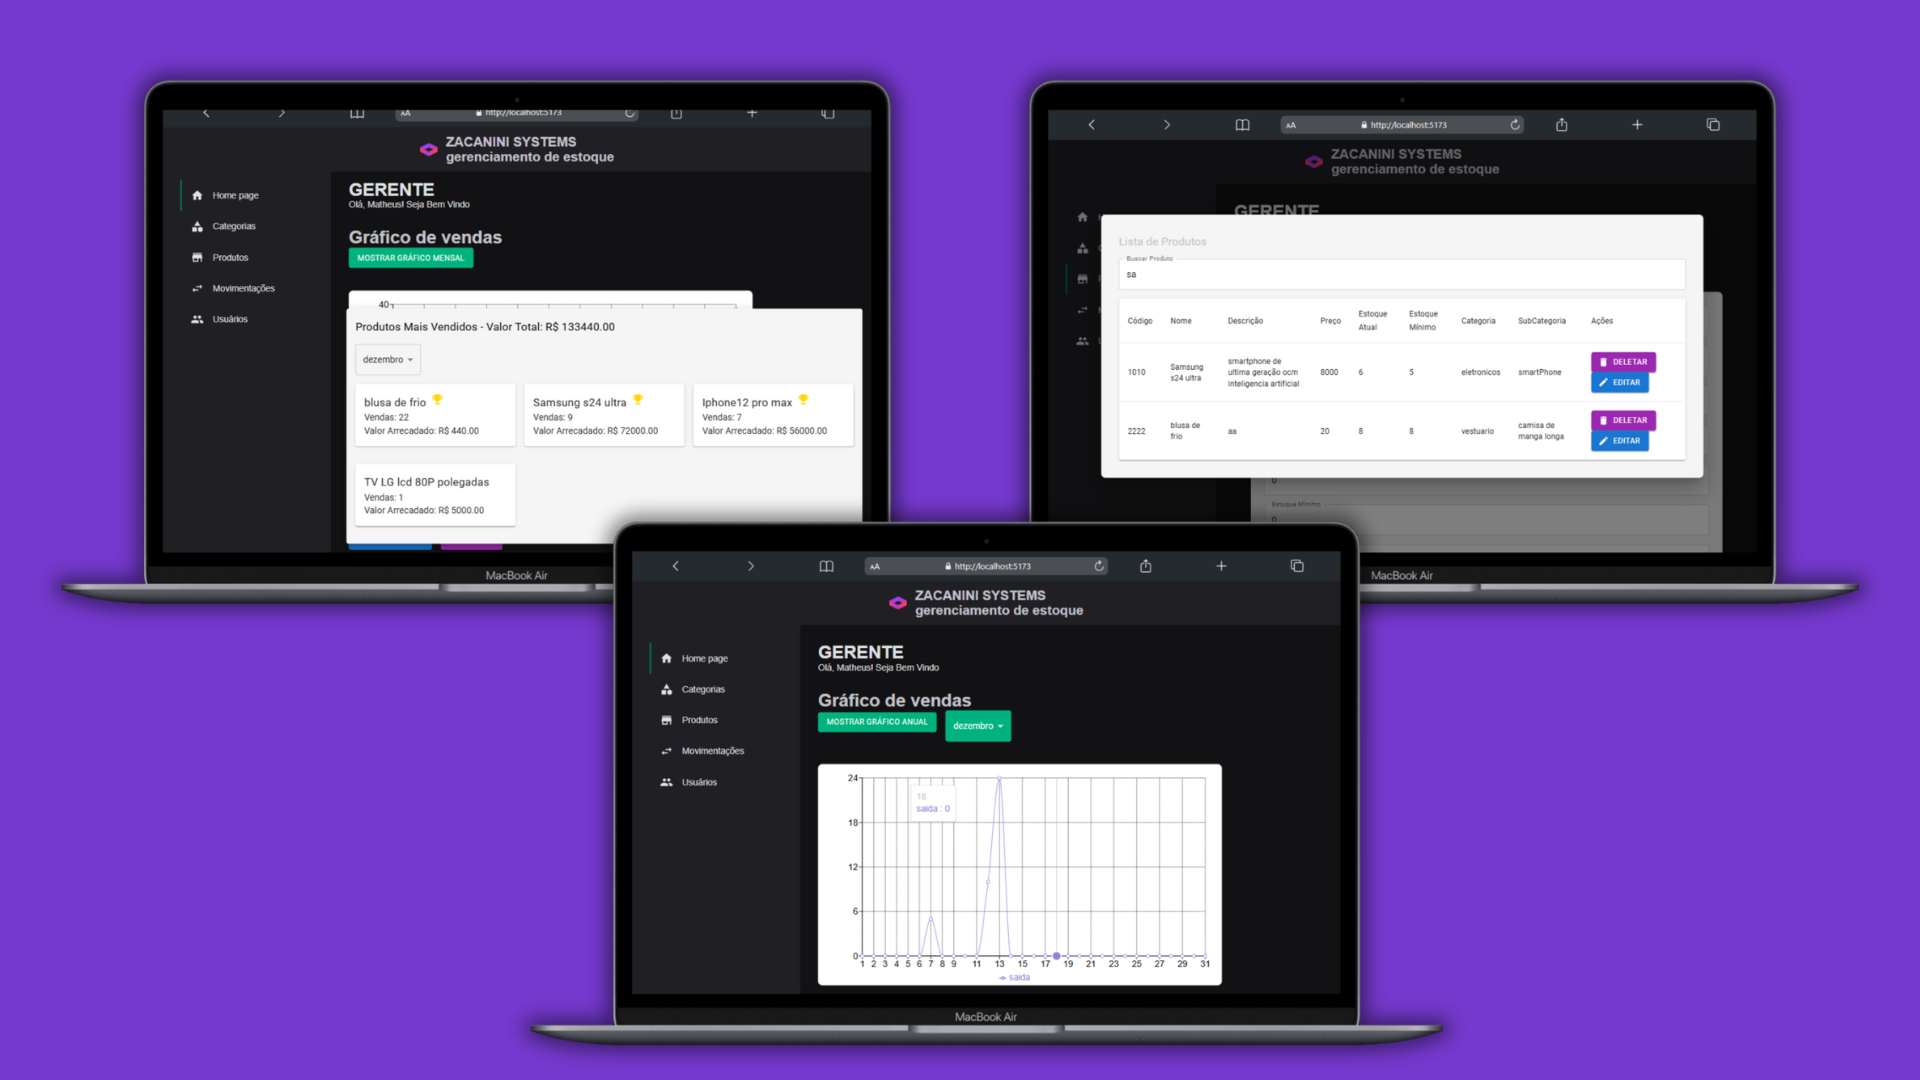 http://localhost:5173
ZACANINI SYSTEMS
gerenciamento de estoque
Home page
Categorias
Produtos
Movimentações
Usuários
GERENTE
Olá, Matheus! Seja Bem Vindo
Gráfico de vendas
MOSTRAR GRÁFICO MENSAL
40
Produtos Mais Vendidos - Valor Total: R$ 133440.00
dezembro
blusa de frio
Vendas: 22
Valor Arrecadado: R$ 440.00
Samsung s24 ultra
Vendas: 9
Valor Arrecadado: R$ 72000.00
Iphone12 pro max
Vendas: 7
Valor Arrecadado: R$ 56000.00
TV LG lcd 80P polegadas
Vendas: 1
Valor Arrecadado: R$ 5000.00
MacBook Air
AA http://localhost:5173
ZACANINI SYSTEMS
gerenciamento de estoque
GERENTE
Lista de Produtos
Buscar Produto
sa
Código Nome Descrição Preço Estoque Atual Estoque Mínimo Categoria SubCategoria Ações
1010 Samsung s24 ultra smartphone de ultima geração ocm inteligencia artificial 8000 6 5 eletronicos smartPhone
DELETAR
EDITAR
2222 blusa de frio aa 20 8 8 vestuario camisa de manga longa
DELETAR
EDITAR
0
Estoque Mínimo
0
MacBook Air
AA http://localhost:5173
ZACANINI SYSTEMS
gerenciamento de estoque
Home page
Categorias
Produtos
Movimentações
Usuários
GERENTE
Olá, Matheus! Seja Bem Vindo
Gráfico de vendas
MOSTRAR GRÁFICO ANUAL
dezembro
24
18
12
6
0
18
saida : 0
1 2 3 4 5 6 7 8 9 11 13 15 17 19 21 23 25 27 29 31
saida
MacBook Air